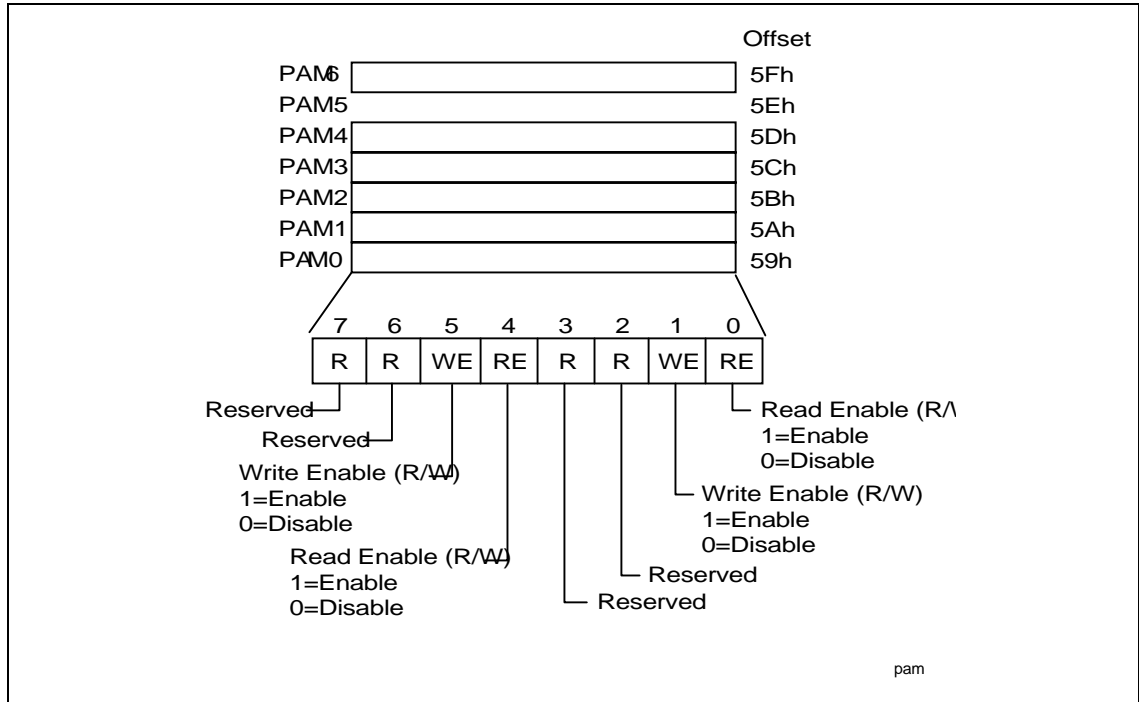 Offset
PAM6 5Fh
PAM5 5Eh
PAM4 5Dh
PAM3 5Ch
PAM2 5Bh
PAM1 5Ah
PAM0 59h
7 6 5 4 3 2 1 0
R R WE RE R R WE RE
Reserved
Reserved
Write Enable (R/W)
1=Enable
0=Disable
Read Enable (R/W)
1=Enable
0=Disable
Reserved
Reserved
Write Enable (R/W)
1=Enable
0=Disable
Read Enable (R/
1=Enable
0=Disable
pam